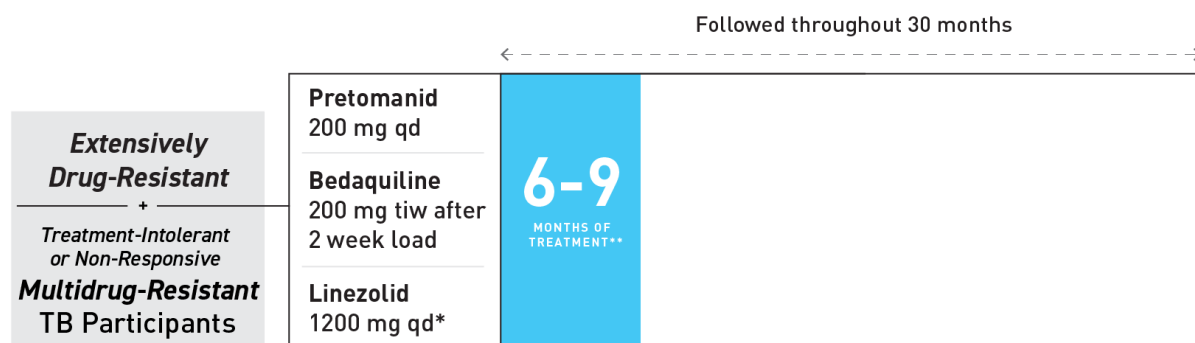 Followed throughout 30 months
Extensively
Drug-Resistant
+
Treatment-Intolerant
or Non-Responsive
Multidrug-Resistant
TB Participants
Pretomanid
200 mg qd
Bedaquiline
200 mg tiw after
2 week load
Linezolid
1200 mg qd*
6-9
MONTHS OF
TREATMENT**